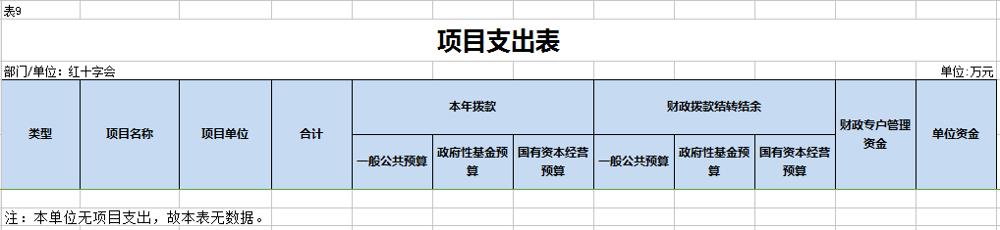 表9
项目支出表
部门/单位：红十字会
单位:万元
类型
项目名称
项目单位
合计
本年拨款
财政拨款结转结余
财政专户管理
资金
单位资金
一般公共预算
政府性基金预
算
国有资本经营
预算
一般公共预算
政府性基金预
算
国有资本经营
预算
注：本单位无项目支出，故本表无数据。